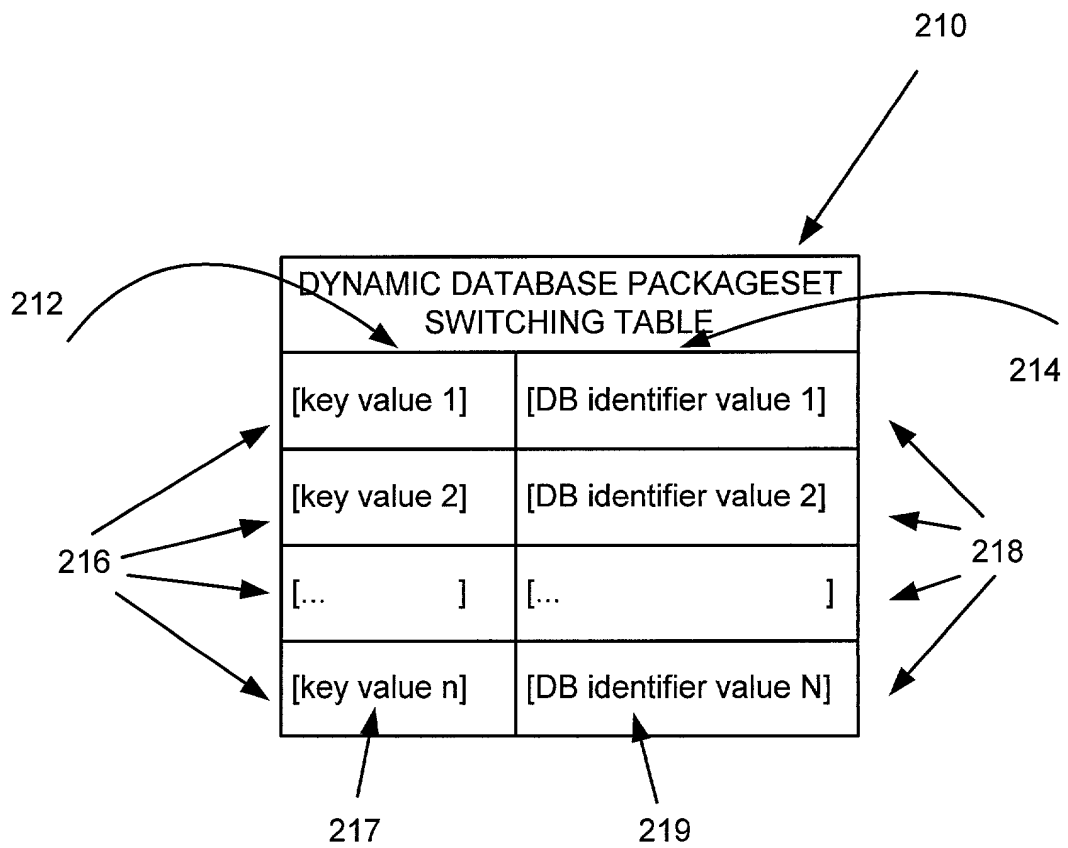 210
DYNAMIC DATABASE PACKAGESET
SWITCHING TABLE
212
214
[key value 1] [DB identifier value 1]
[key value 2] [DB identifier value 2]
216
218
[... ] [... ]
[key value n] [DB identifier value N]
217
219